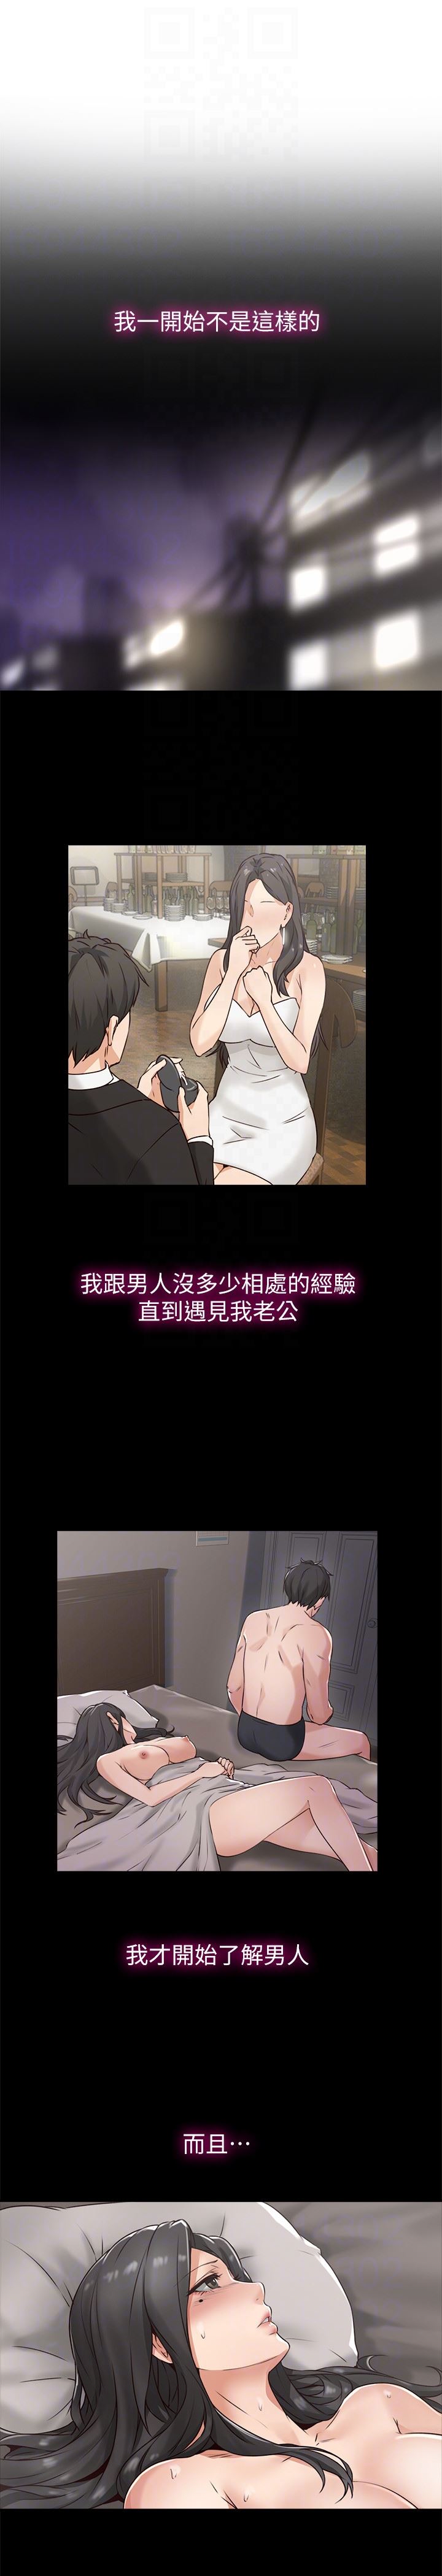 我一開始不是這樣的
我跟男人沒多少相處的經驗
直到遇見我老公
我才開始了解男人
而且⋯